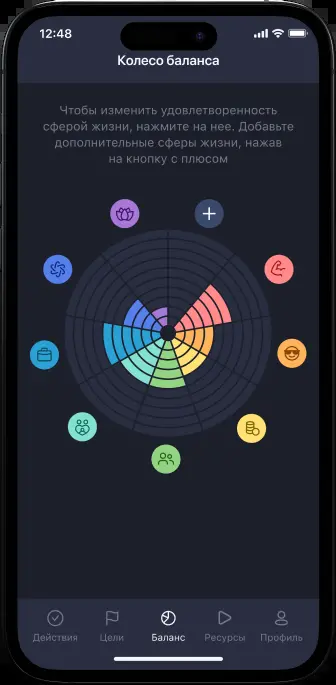 12:48
Колесо баланса
Чтобы изменить удовлетворенность
сферой жизни, нажмите на нее. Добавьте
дополнительные сферы жизни, нажав
на кнопку с плюсом
Действия Цели Баланс Ресурсы Профиль